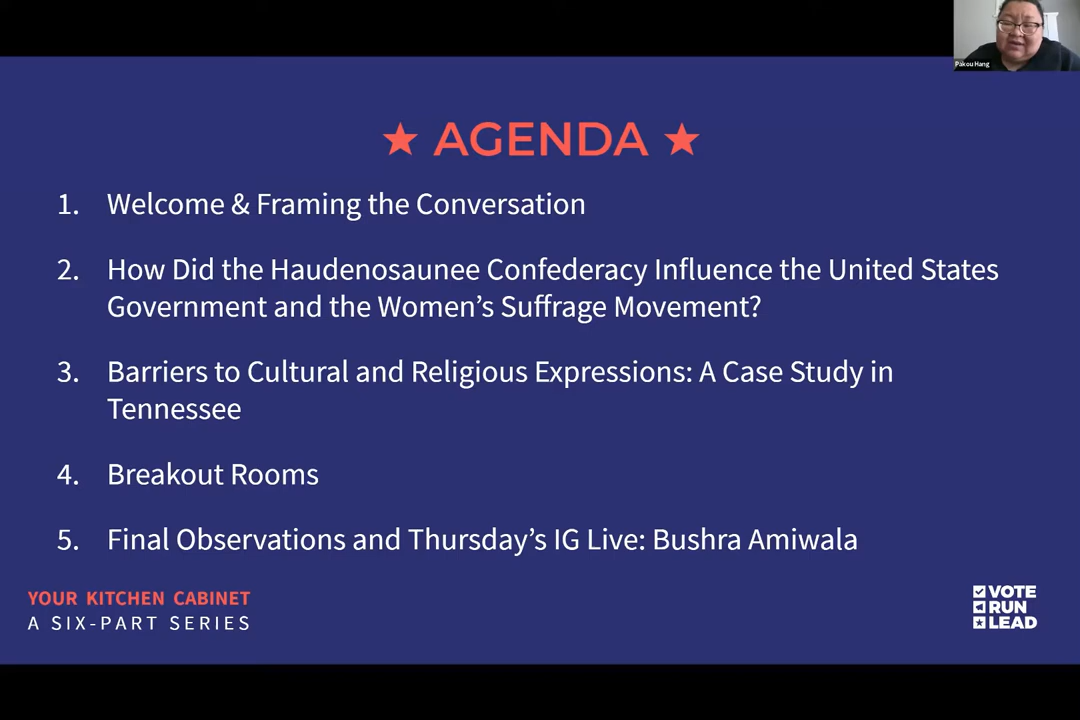 Pakou Hang
★ AGENDA ★
1. Welcome & Framing the Conversation
2. How Did the Haudenosaunee Confederacy Influence the United States
Government and the Women's Suffrage Movement?
3. Barriers to Cultural and Religious Expressions: A Case Study in
Tennessee
4. Breakout Rooms
5. Final Observations and Thursday's IG Live: Bushra Amiwala
YOUR KITCHEN CABINET
A SIX-PART SERIES
VOTE
RUN
LEAD